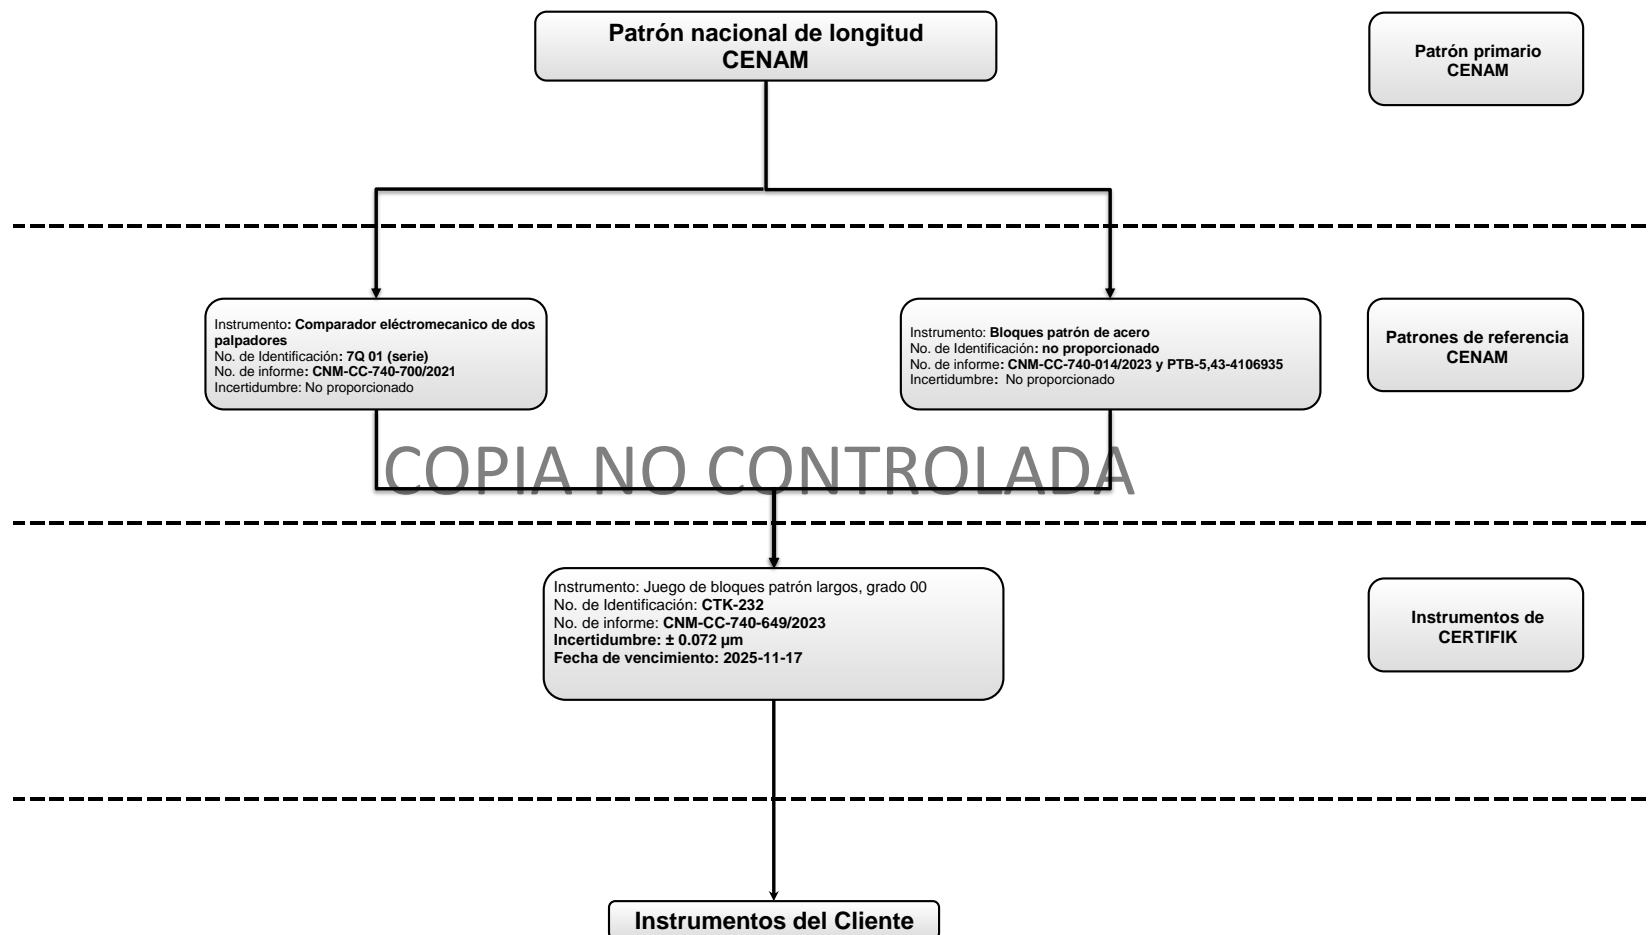 Patrón nacional de longitud
CENAM
Patrón primario
CENAM
Instrumento: Comparador eléctromecanico de dos
palpadores
No. de Identificación: 7Q 01 (serie)
No. de informe: CNM-CC-740-700/2021
Incertidumbre: No proporcionado
Instrumento: Bloques patrón de acero
No. de Identificación: no proporcionado
No. de informe: CNM-CC-740-014/2023 y PTB-5,43-4106935
Incertidumbre: No proporcionado
Patrones de referencia
CENAM
COPIA NO CONTROLADA
Instrumento: Juego de bloques patrón largos, grado 00
No. de Identificación: CTK-232
No. de informe: CNM-CC-740-649/2023
Incertidumbre: ± 0.072 µm
Fecha de vencimiento: 2025-11-17
Instrumentos de
CERTIFIK
Instrumentos del Cliente